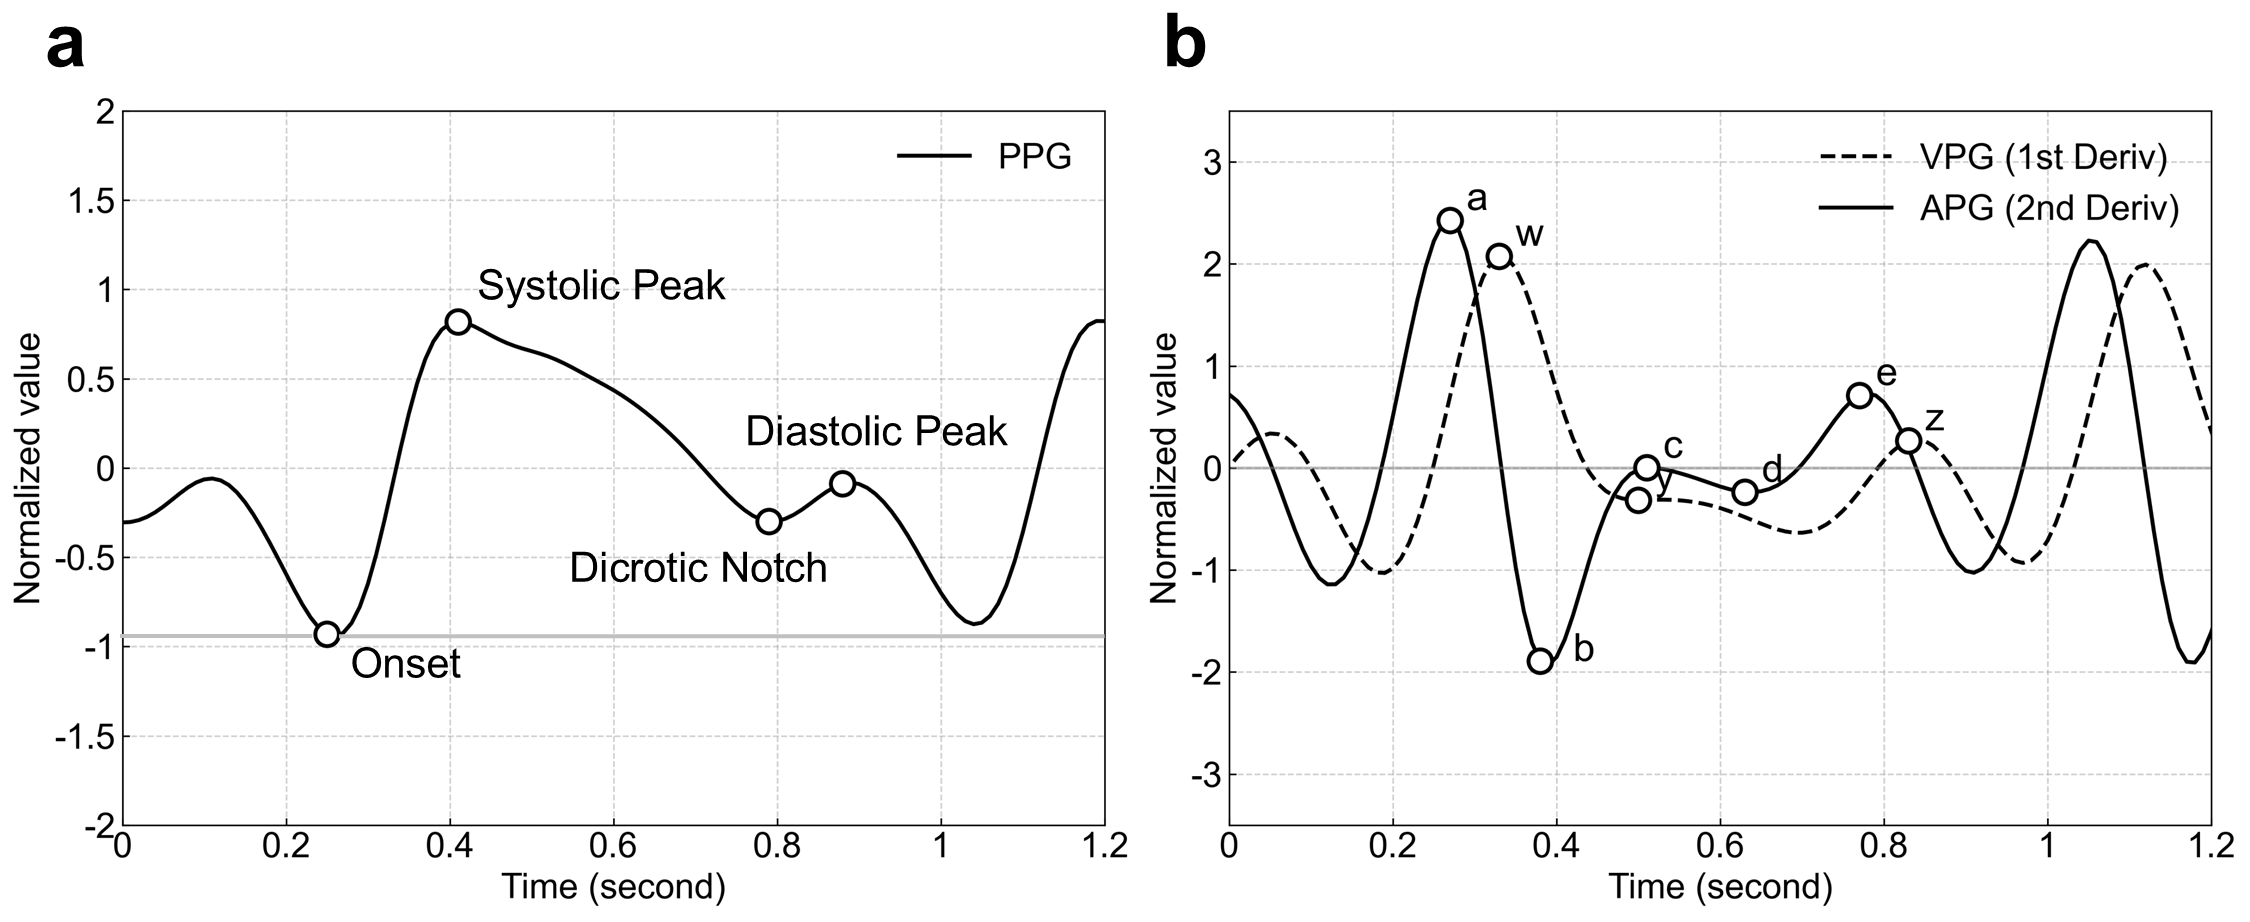 a
2
1.5
1
0.5
0
-0.5
-1
-1.5
-2
0
0.2
0.4
0.6
0.8
1
1.2
Normalized value
Time (second)
PPG
Systolic Peak
Diastolic Peak
Dicrotic Notch
Onset
b
3
2
1
0
-1
-2
-3
0
0.2
0.4
0.6
0.8
1
1.2
Normalized value
Time (second)
VPG (1st Deriv)
APG (2nd Deriv)
a
w
b
c
y
d
e
z